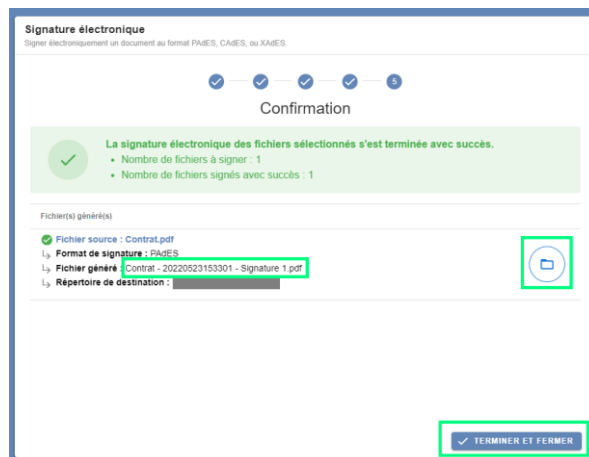 Signature électronique
Signer électroniquement un document au format PAdES, CAdES, ou XAdES.
5
Confirmation
La signature électronique des fichiers sélectionnés s'est terminée avec succès.
• Nombre de fichiers à signer : 1
• Nombre de fichiers signés avec succès : 1
Fichier(s) généré(s)
Fichier source : Contrat.pdf
Format de signature : PAdES
Fichier généré : Contrat - 20220523153301 - Signature 1.pdf
Répertoire de destination :
TERMINER ET FERMER